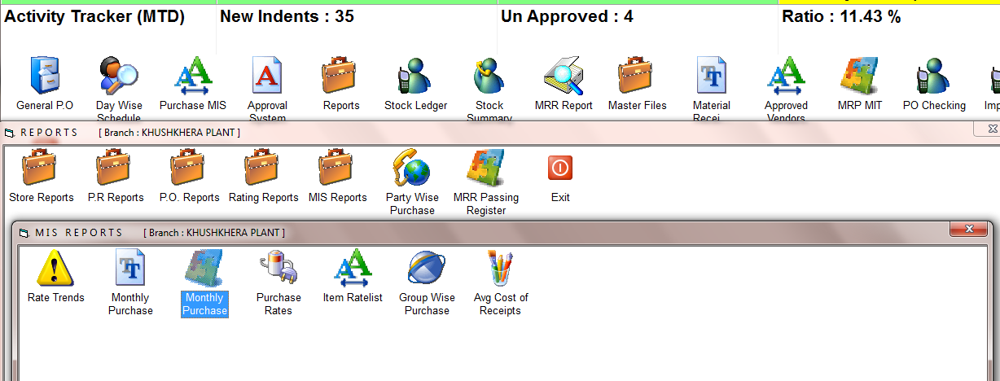 Activity Tracker (MTD) New Indents : 35 Un Approved : 4 Ratio : 11.43 %
General P.O Day Wise Purchase MIS Approval Reports Stock Ledger Stock MRR Report Master Files Material Approved MRP MIT PO Checking
Schedule System Summary Recei... Vendors
REPORTS [ Branch : KHUSHKHERA PLANT ]
Store Reports P.R Reports P.O. Reports Rating Reports MIS Reports Party Wise MRR Passing Exit
Purchase Register
MIS REPORTS [ Branch : KHUSHKHERA PLANT ]
Rate Trends Monthly Monthly Purchase Item Ratelist Group Wise Avg Cost of
Purchase Purchase Rates Purchase Receipts